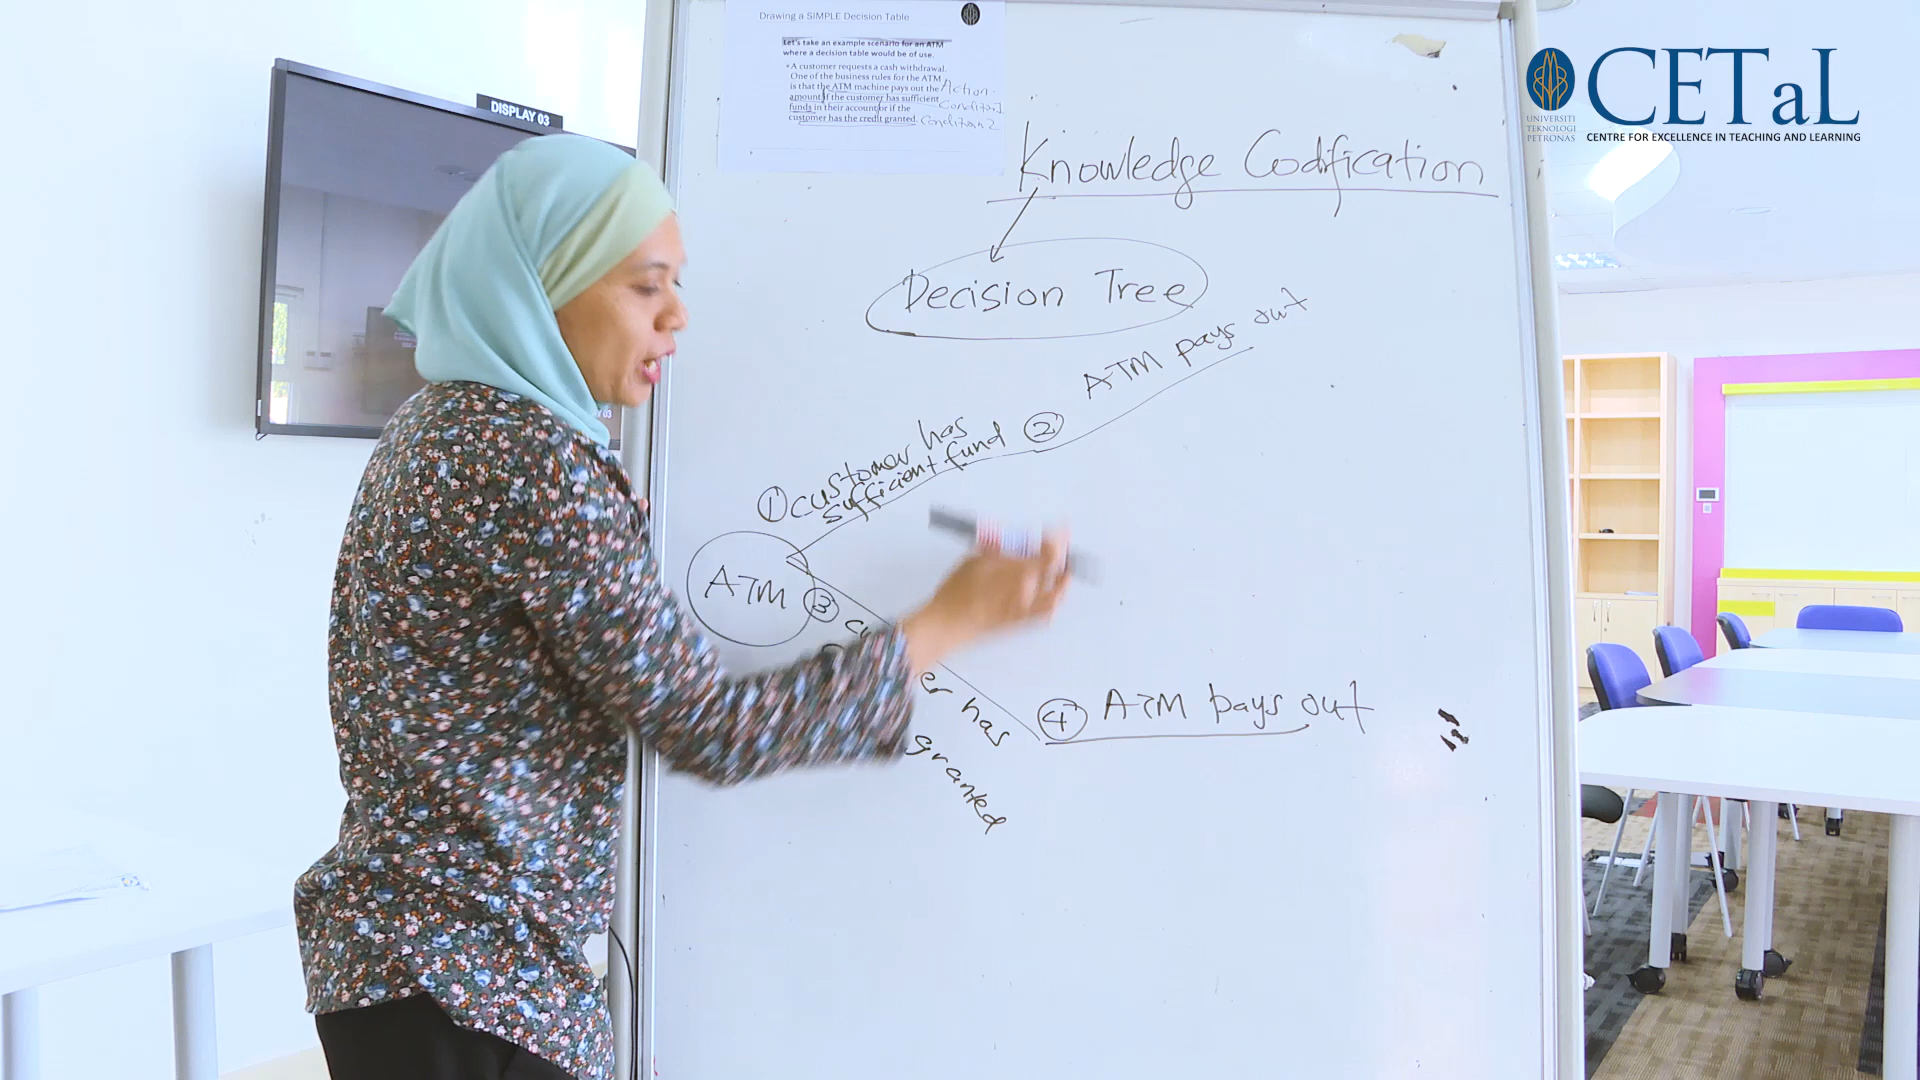 Drawing a SIMPLE Decision Table
Let's take an example scenario for an ATM
where a decision table would be of use.
•A customer requests a cash withdrawal.
One of the business rules for the ATM
is that the ATM machine pays out the Action
amount if the customer has sufficient
funds in their account or if the Condition1
customer has the credit granted. Condition 2
DISPLAY 03
CETaL
UNIVERSITI
TEKNOLOGI
PETRONAS
CENTRE FOR EXCELLENCE IN TEACHING AND LEARNING
Knowledge Codification
Decision Tree
ATM pays out
① customer has
sufficient fund ②
ATM ③
er has
granted
④ ATM pays out